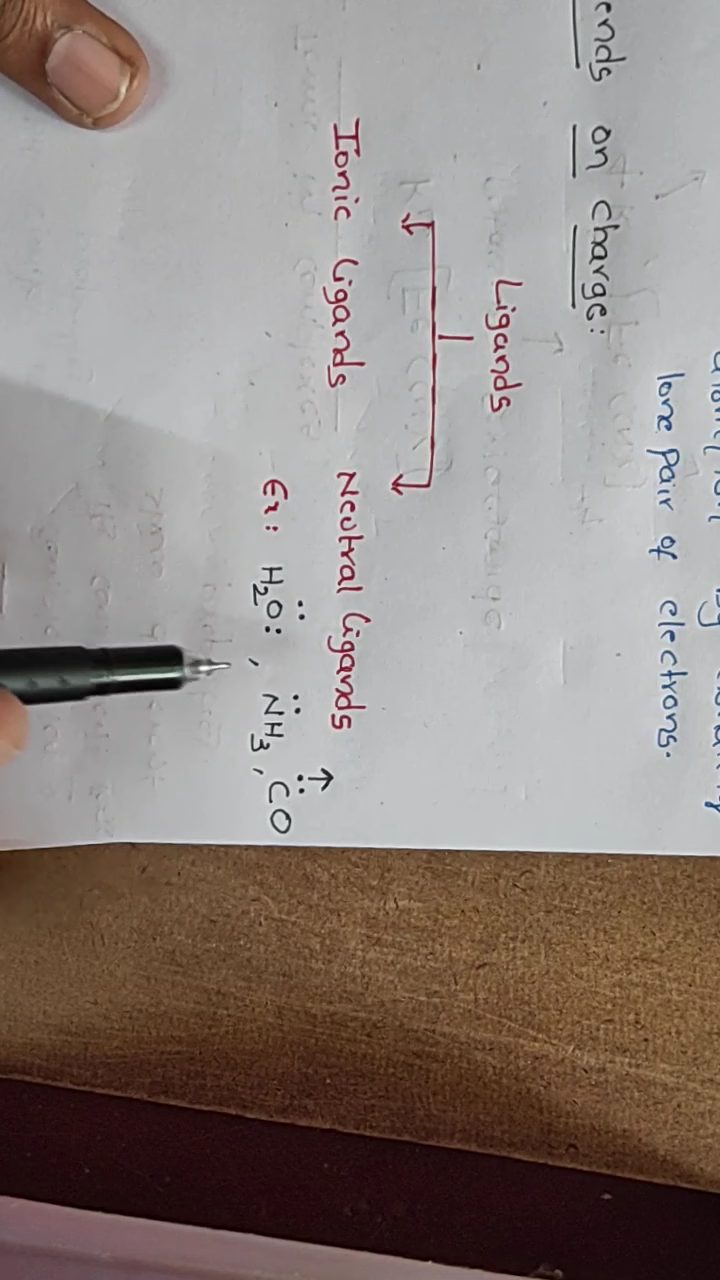 lone pair of electrons.
on charge:
Ligands
Ionic Ligands Neutral Ligands
Ex: H₂O:, NH₃, CO